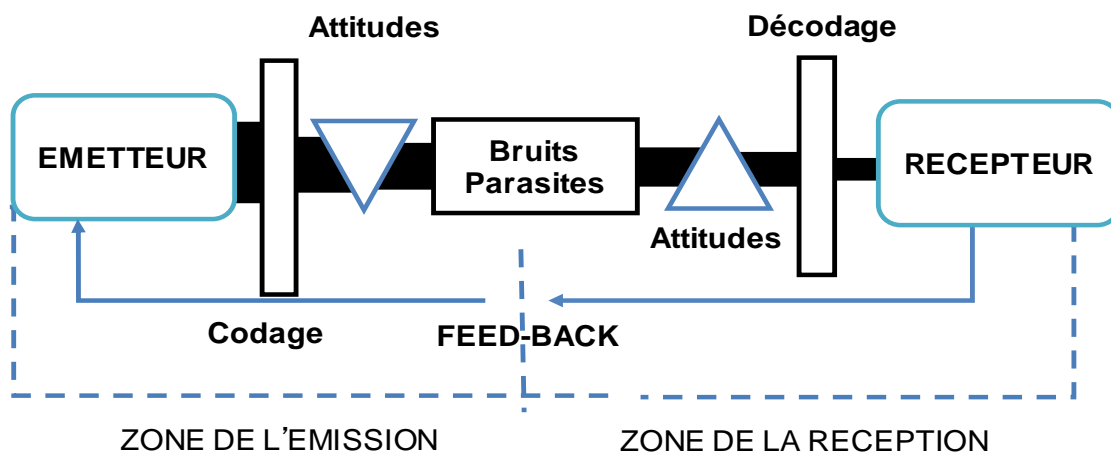 Attitudes
Décodage
EMETTEUR
Bruits
Parasites
RECEPTEUR
Attitudes
Codage
FEED-BACK
ZONE DE L’EMISSION
ZONE DE LA RECEPTION